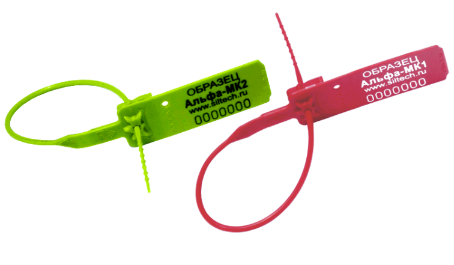 ОБРАЗЕЦ
Альфа-МК2
www.siltech.ru
0000000
ОБРАЗЕЦ
Альфа-МК1
www.siltech.ru
0000000